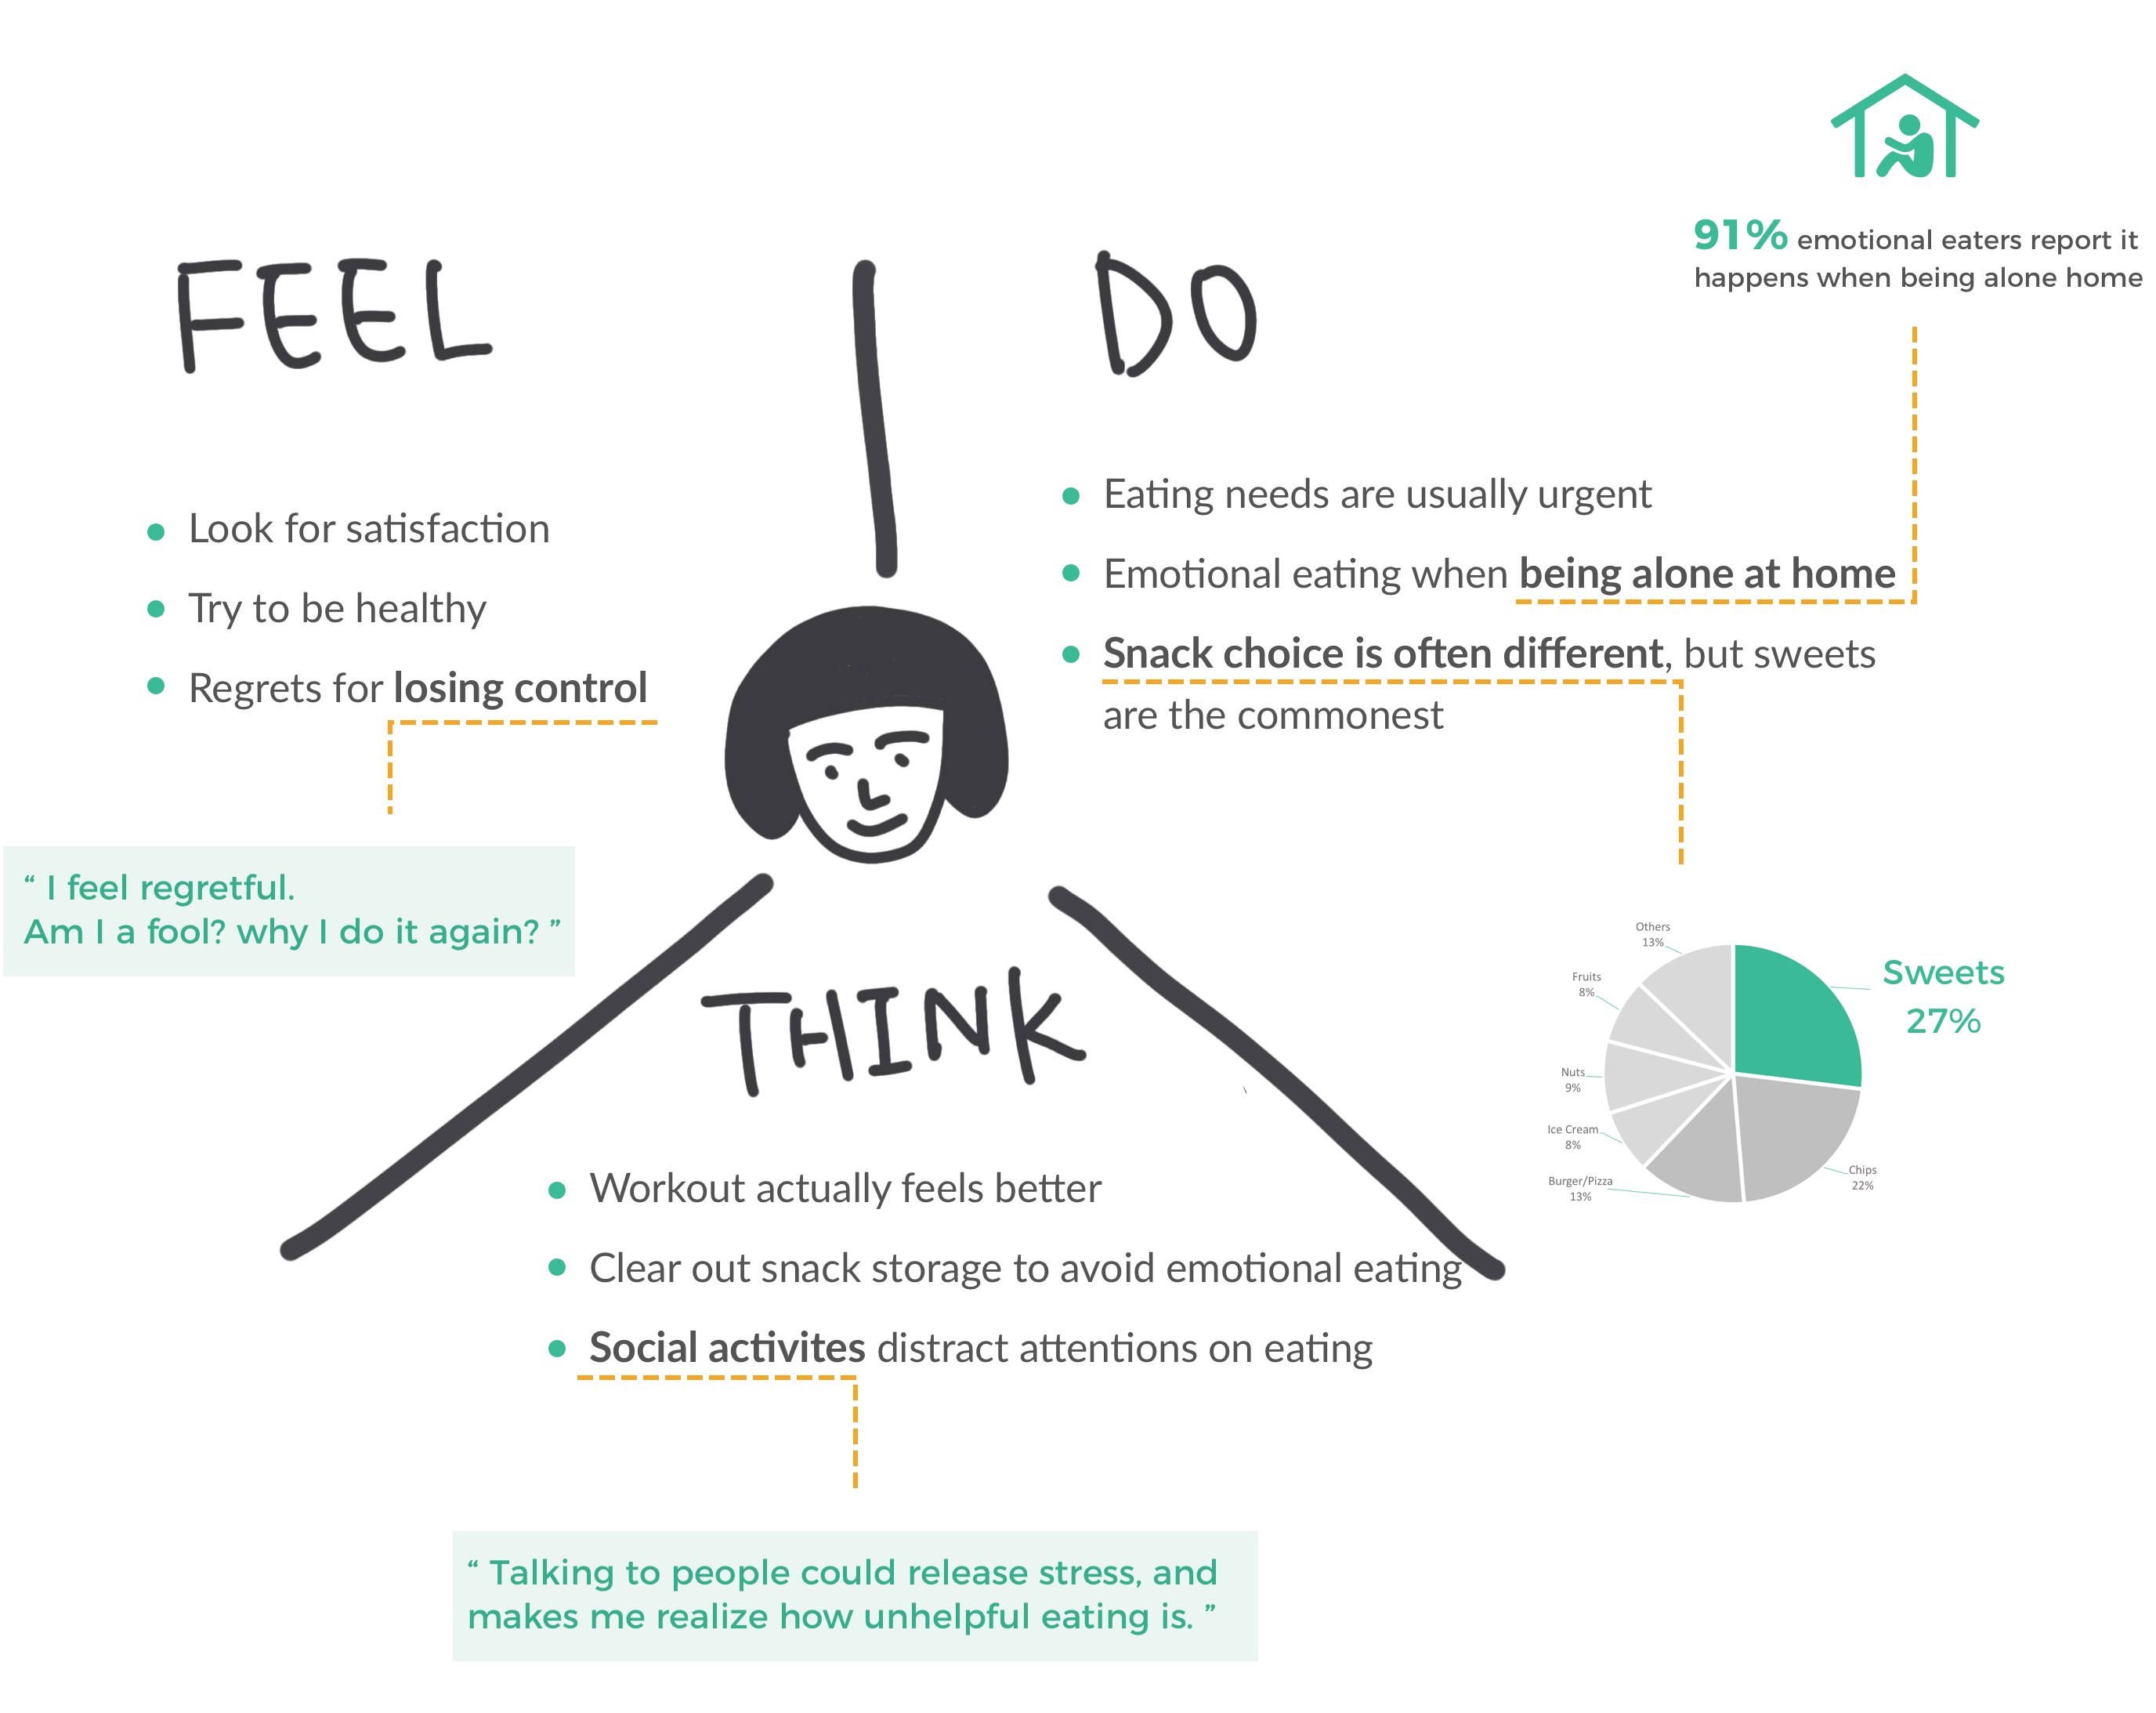 FEEL
Look for satisfaction
Try to be healthy
Regrets for losing control
“ I feel regretful.
Am I a fool? why I do it again? ”
DO
91% emotional eaters report it
happens when being alone home
Eating needs are usually urgent
Emotional eating when being alone at home
Snack choice is often different, but sweets
are the commonest
Others
13%
Fruits
8%
Nuts
9%
Ice Cream
8%
Burger/Pizza
13%
Chips
22%
Sweets
27%
THINK
Workout actually feels better
Clear out snack storage to avoid emotional eating
Social activites distract attentions on eating
“ Talking to people could release stress, and
makes me realize how unhelpful eating is. ”